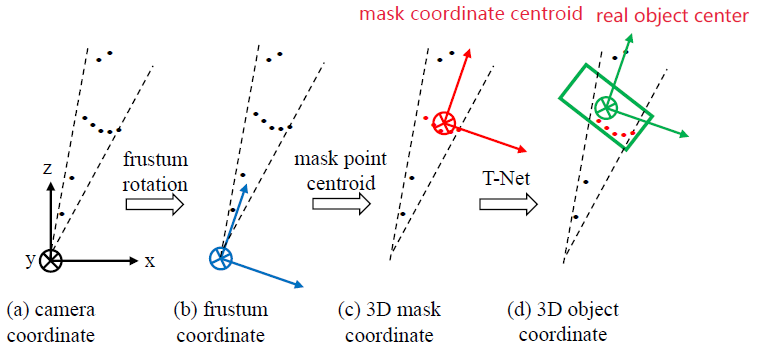 mask coordinate centroid real object center
frustum
rotation
mask point
centroid
T-Net
z
y
x
(a) camera
coordinate
(b) frustum
coordinate
(c) 3D mask
coordinate
(d) 3D object
coordinate